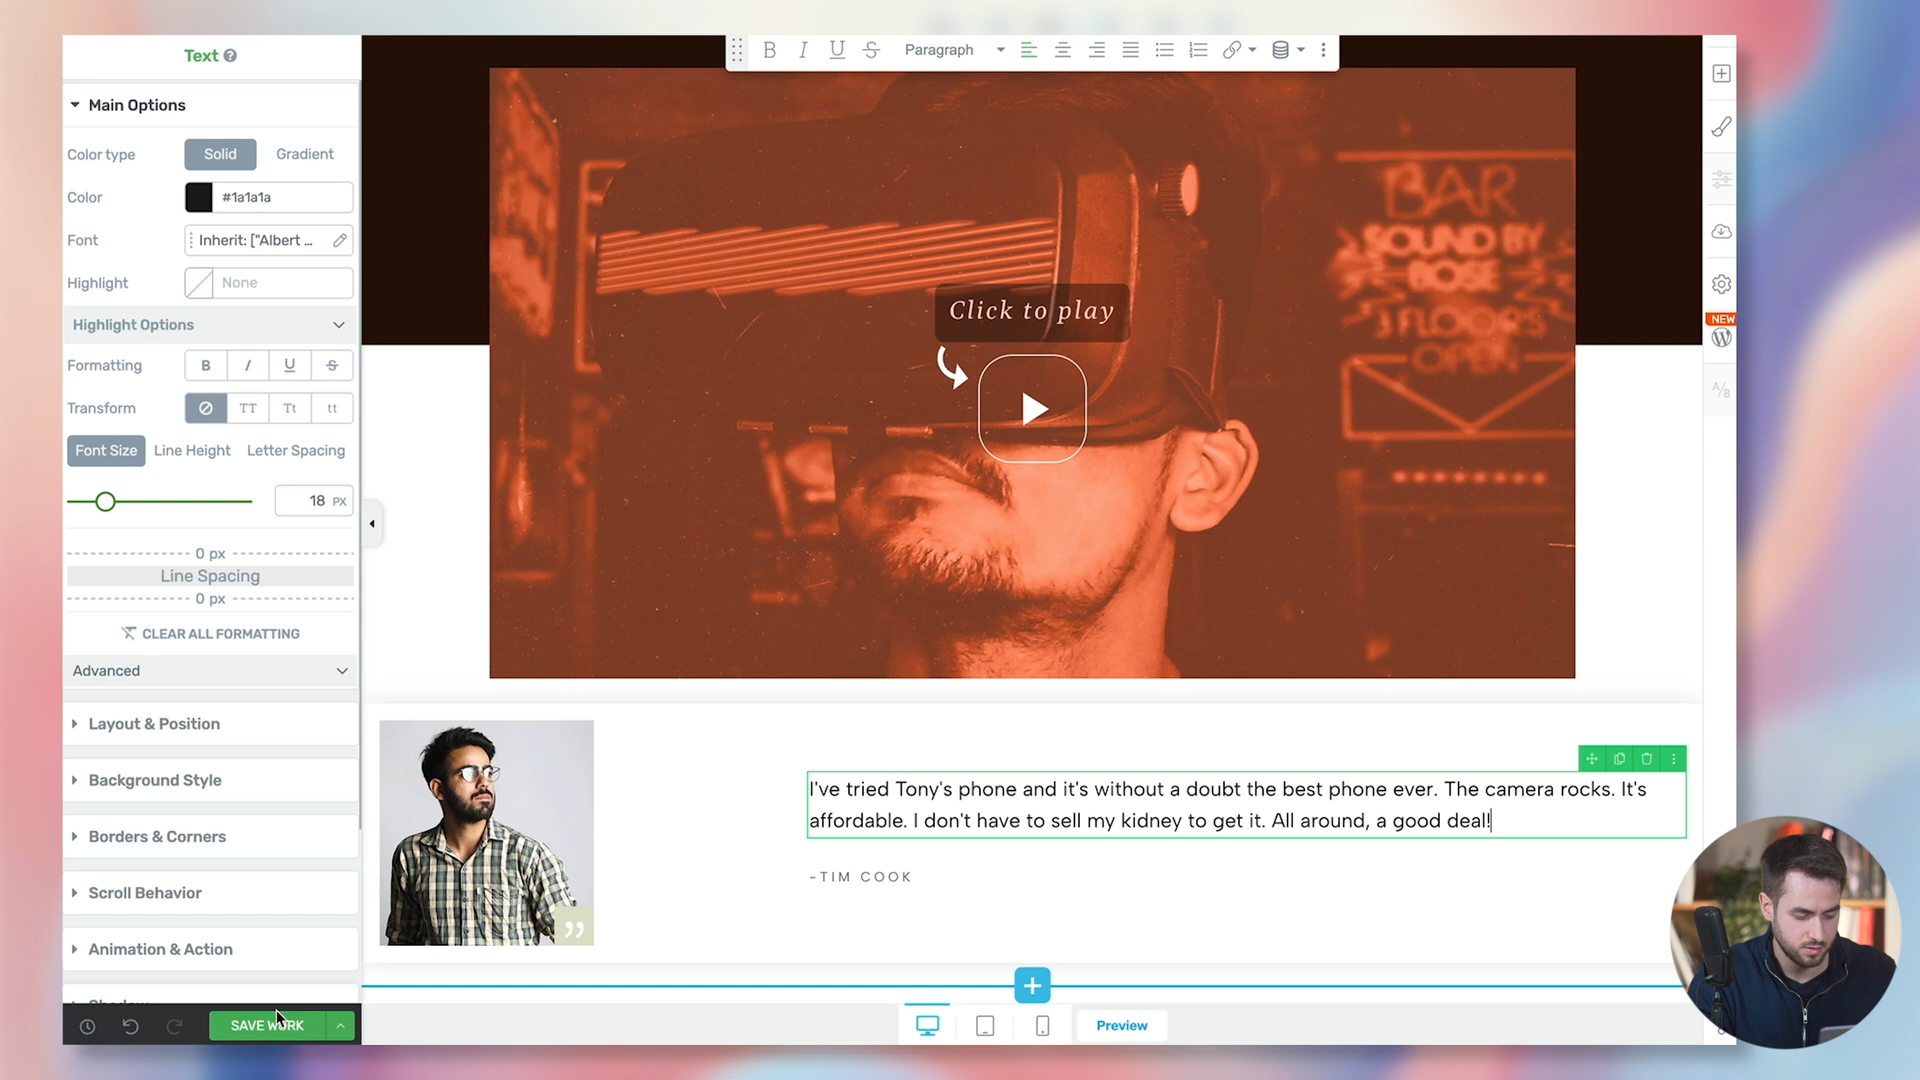 Text ?
Main Options
Color type Solid Gradient
Color #1a1a1a
Font Inherit: ["Albert ...
Highlight None
Highlight Options
Formatting B I U S
Transform TT Tt tt
Font Size Line Height Letter Spacing
18 PX
0 px
Line Spacing
0 px
CLEAR ALL FORMATTING
Advanced
Layout & Position
Background Style
Borders & Corners
Scroll Behavior
Animation & Action
Shadow
SAVE WORK
B I U S Paragraph
BAR
SOUND BY
BOSE
3 FLOORS
OPEN
Click to play
I've tried Tony's phone and it's without a doubt the best phone ever. The camera rocks. It's
affordable. I don't have to sell my kidney to get it. All around, a good deal!
-TIM COOK
”
Preview
NEW
A/B